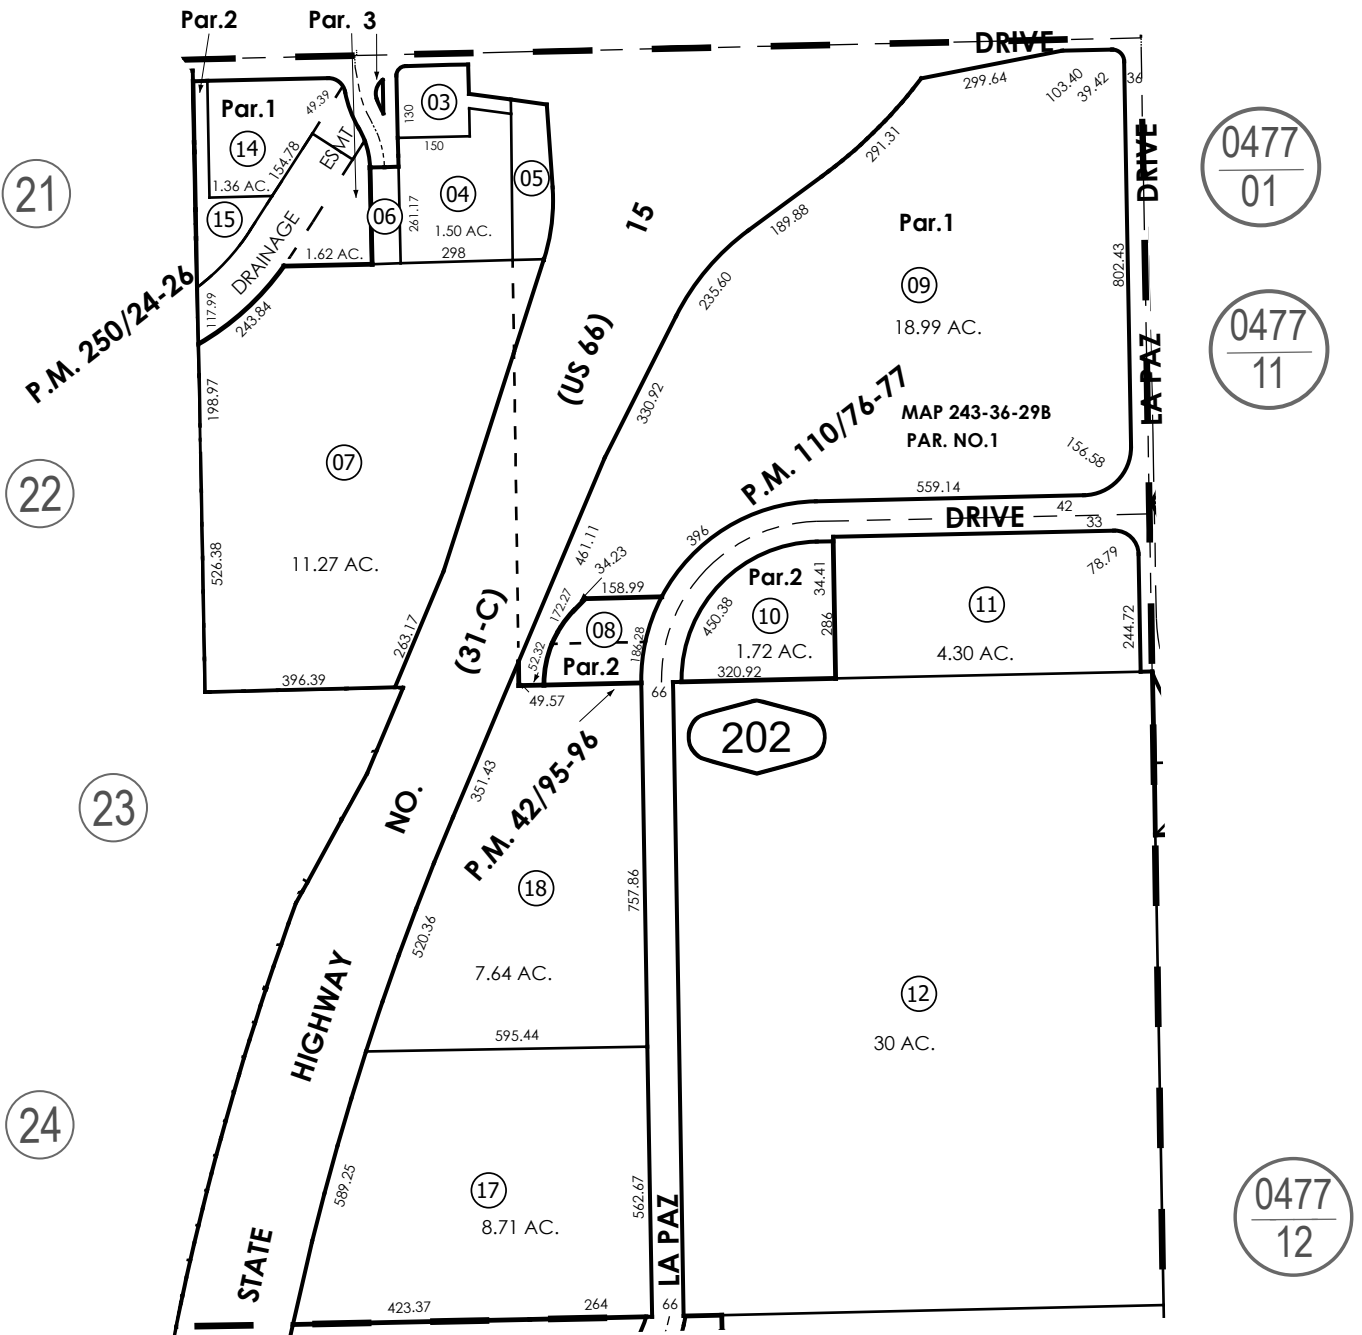 Par.2
Par. 3
DRIVE
299.64
103.40
39.42
36
49.39
Par.1
14
154.78
ESMT
1.36 AC.
15
03
130
150
05
04
06
261.17
1.50 AC.
298
1.62 AC.
DRAINAGE
117.99
243.84
21
P.M. 250/24-26
15
291.31
189.88
235.60
Par.1
09
18.99 AC.
802.43
DRIVE
0477
01
0477
11
LA PAZ
(US 66)
330.92
P.M. 110/76-77
MAP 243-36-29B
PAR. NO.1
156.58
198.97
07
22
11.27 AC.
526.38
559.14
42
DRIVE
33
396
461.11
34.23
158.99
172.27
08
186.28
52.32
Par.2
Par.2
10
34.41
450.38
286
1.72 AC.
320.92
11
4.30 AC.
78.79
244.72
263.17
(31-C)
396.39
49.57
66
202
23
NO.
351.43
P.M. 42/95-96
18
757.86
520.36
7.64 AC.
12
30 AC.
HIGHWAY
595.44
24
17
8.71 AC.
589.25
562.67
LA PAZ
STATE
423.37
264
66
0477
12